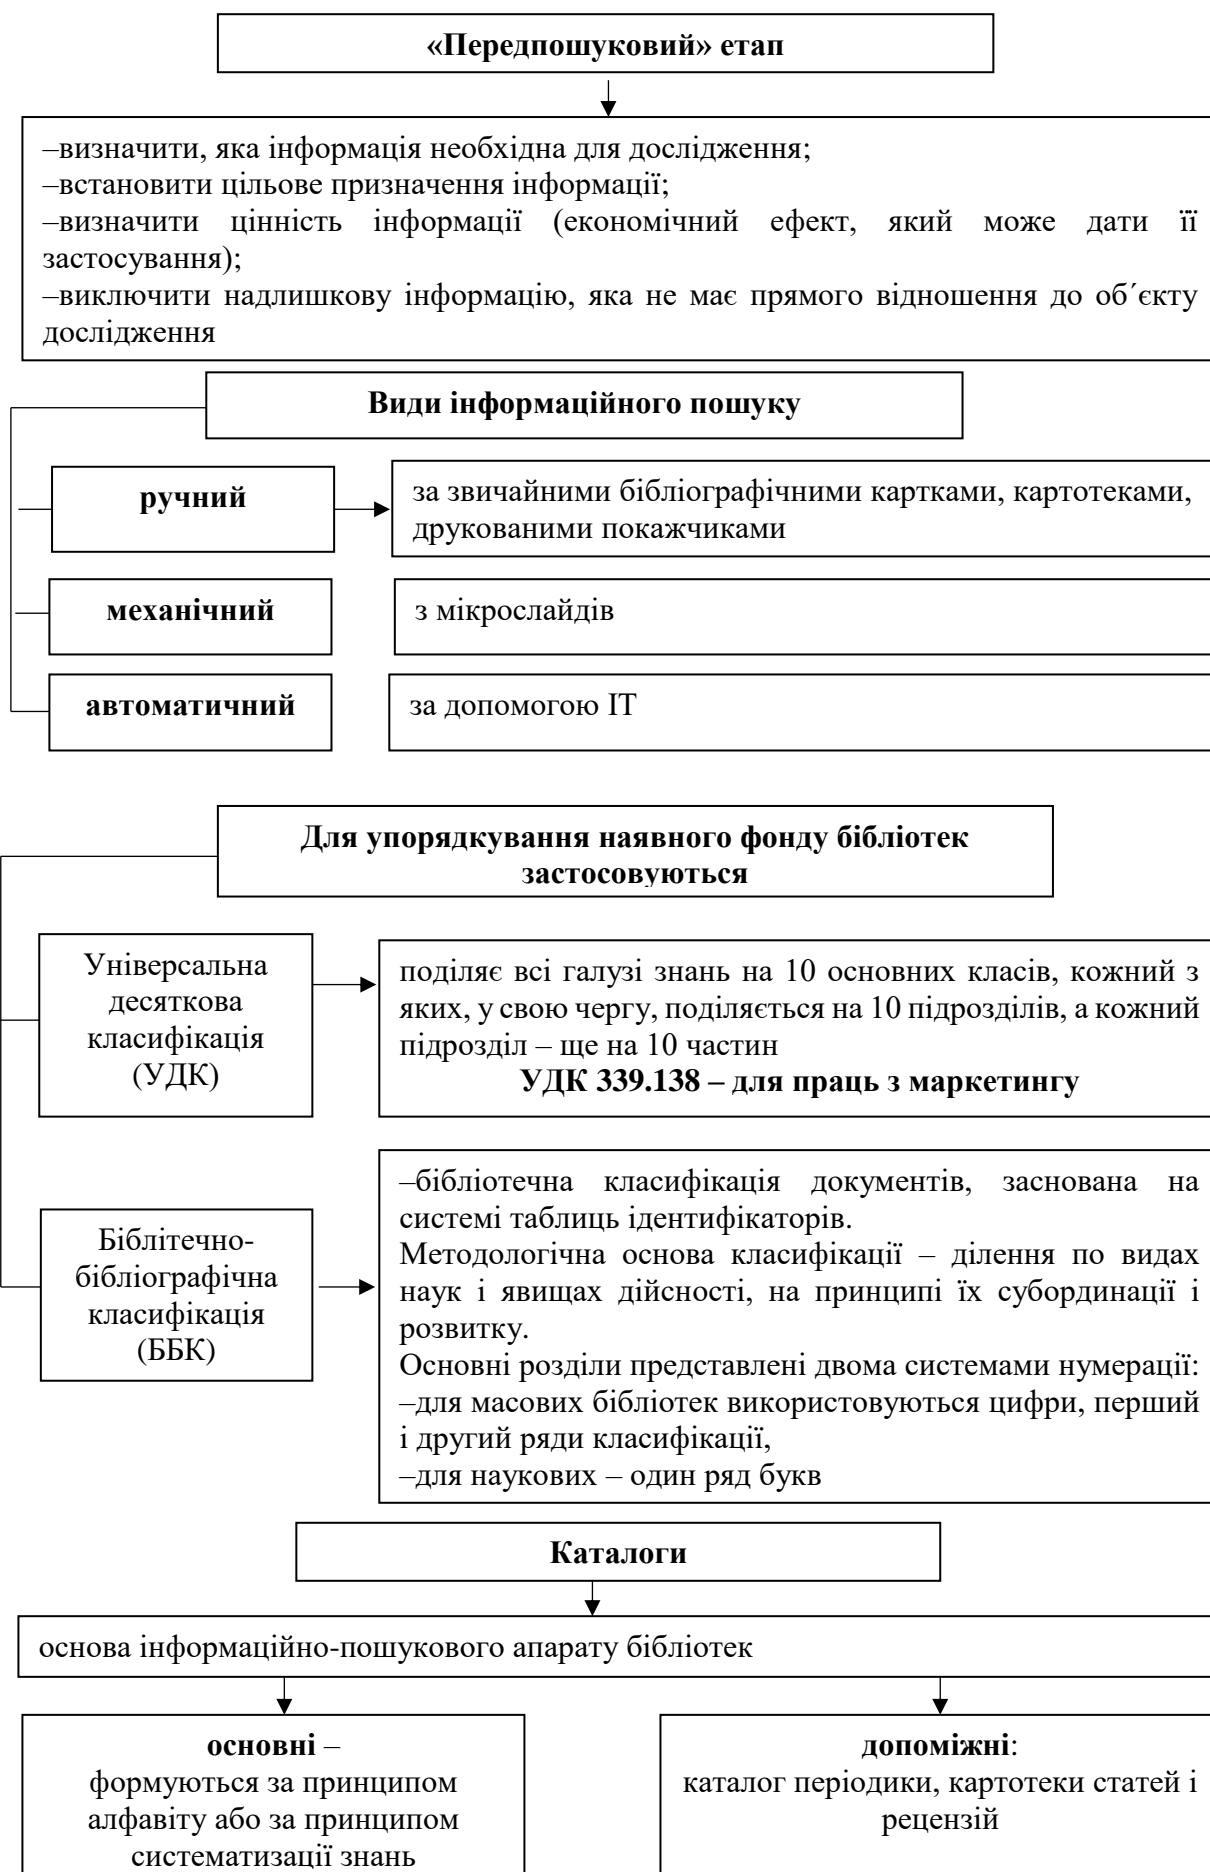 «Передпошуковий» етап
–визначити, яка інформація необхідна для дослідження;
–встановити цільове призначення інформації;
–визначити цінність інформації (економічний ефект, який може дати її
застосування);
–виключити надлишкову інформацію, яка не має прямого відношення до об´єкту
дослідження
Види інформаційного пошуку
ручний
за звичайними бібліографічними картками, картотеками,
друкованими покажчиками
механічний
з мікрослайдів
автоматичний
за допомогою ІТ
Для упорядкування наявного фонду бібліотек
застосовуються
Універсальна
десяткова
класифікація
(УДК)
поділяє всі галузі знань на 10 основних класів, кожний з
яких, у свою чергу, поділяється на 10 підрозділів, а кожний
підрозділ – ще на 10 частин
УДК 339.138 – для праць з маркетингу
Біблітечно-
бібліографічна
класифікація
(ББК)
–бібліотечна класифікація документів, заснована на
системі таблиць ідентифікаторів.
Методологічна основа класифікації – ділення по видах
наук і явищах дійсності, на принципі їх субординації і
розвитку.
Основні розділи представлені двома системами нумерації:
–для масових бібліотек використовуються цифри, перший
і другий ряди класифікації,
–для наукових – один ряд букв
Каталоги
основа інформаційно-пошукового апарату бібліотек
основні –
формуються за принципом
алфавіту або за принципом
систематизації знань
допоміжні:
каталог періодики, картотеки статей і
рецензій